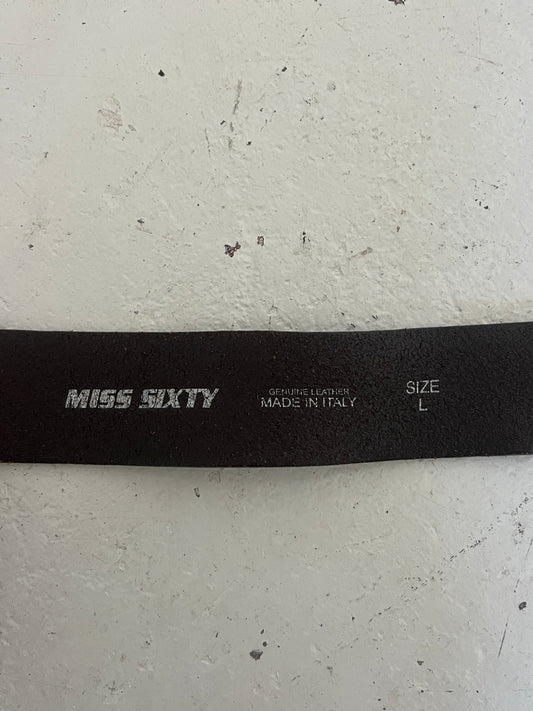 MISS SIXTY
GENUINE LEATHER
MADE IN ITALY
SIZE
L